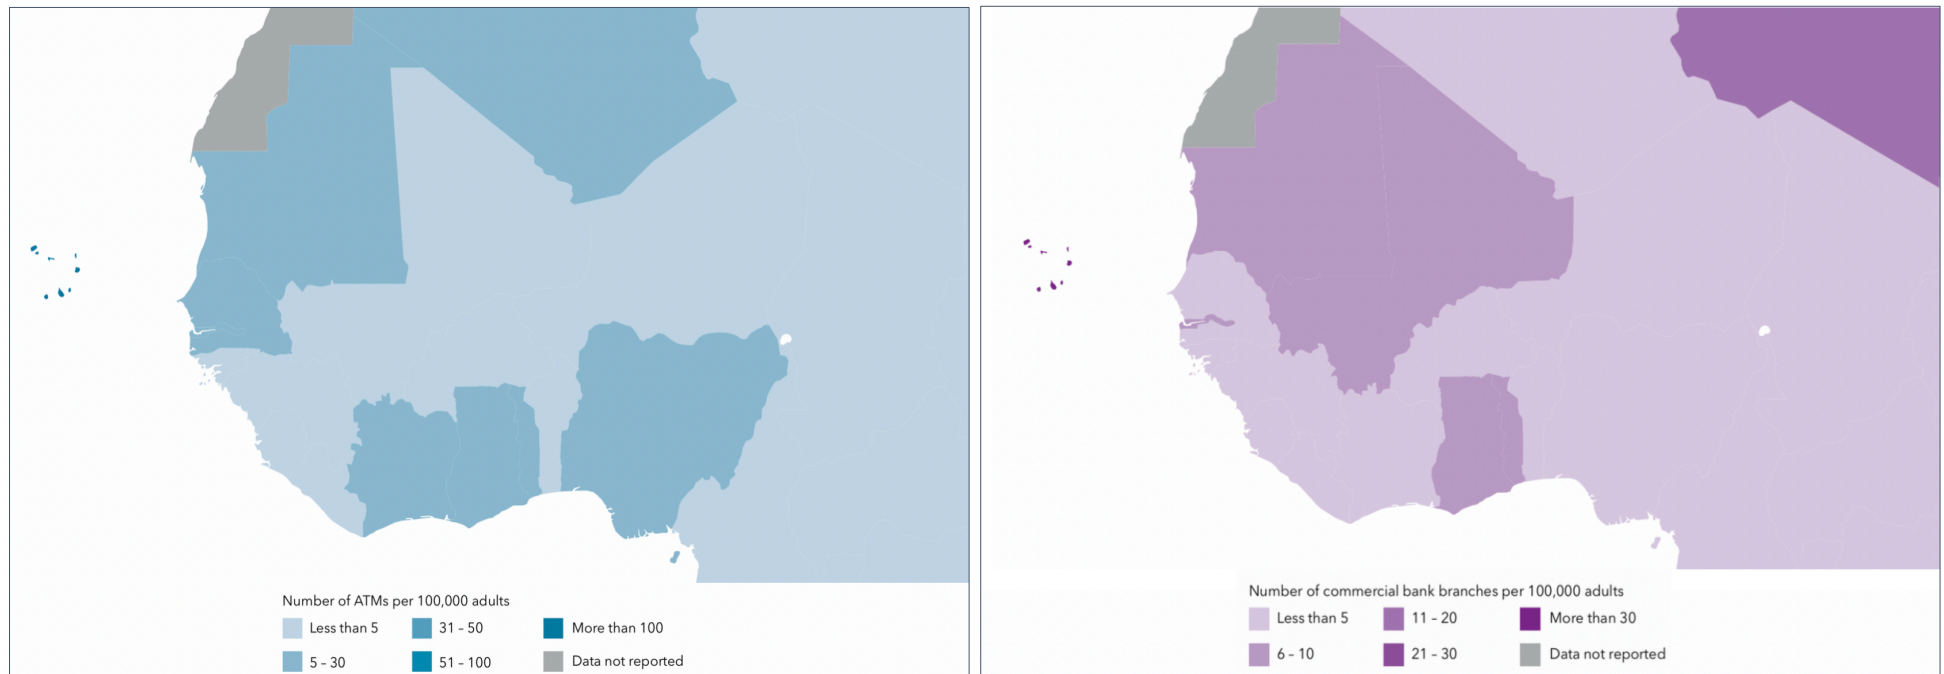 Number of ATMs per 100,000 adults
Less than 5
31 – 50
More than 100
5 – 30
51 – 100
Data not reported
Number of commercial bank branches per 100,000 adults
Less than 5
11 – 20
More than 30
6 – 10
21 – 30
Data not reported